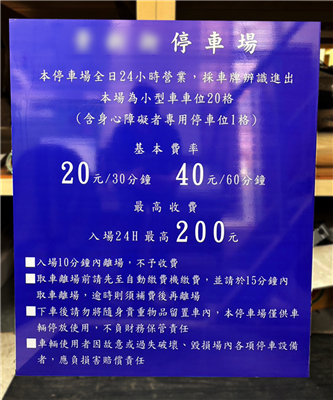 停車場
本停車場全日24小時營業，採車牌辨識進出
本場為小型車車位20格
（含身心障礙者專用停車位1格）
基本費率
20元/30分鐘 40元/60分鐘
最高收費
入場24H最高200元
■入場10分鐘內離場，不予收費
■取車離場前請先至自動繳費機繳費，並請於15分鐘內
取車離場，逾時則須補費後再離場
■下車後請勿將隨身貴重物品留置車內，本停車場僅供車
輛停放使用，不負財務保管責任
■車輛使用者因故意或過失破壞、毀損場內各項停車設備
者，應負損害賠償責任